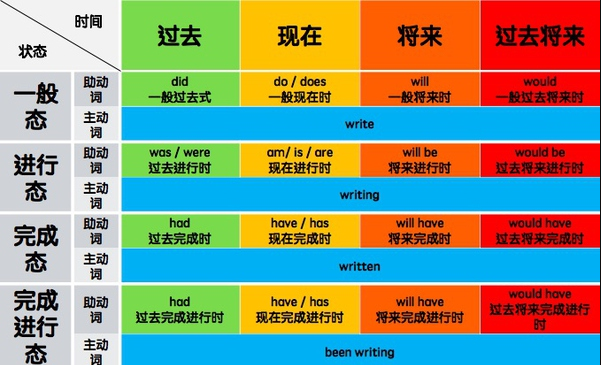 时间
状态
过去
现在
将来
过去将来
一般
态
助动
词
did
一般过去式
do / does
一般现在时
will
一般将来时
would
一般过去将来时
主动
词
write
进行
态
助动
词
was / were
过去进行时
am/ is / are
现在进行时
will be
将来进行时
would be
过去将来进行时
主动
词
writing
完成
态
助动
词
had
过去完成时
have / has
现在完成时
will have
将来完成时
would have
过去将来完成时
主动
词
written
完成
进行
态
助动
词
had
过去完成进行时
have / has
现在完成进行时
will have
将来完成进行时
would have
过去将来完成进行
时
主动
词
been writing